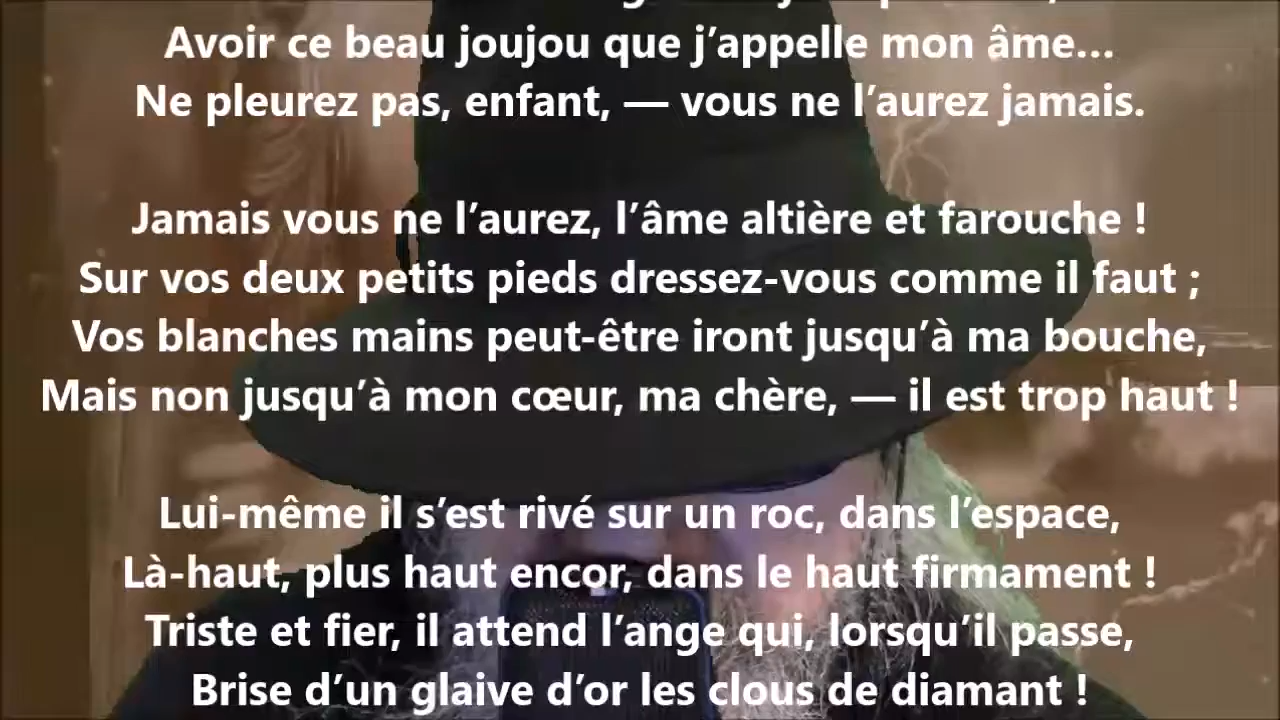 Avoir ce beau joujou que j’appelle mon âme…
Ne pleurez pas, enfant, — vous ne l’aurez jamais.
Jamais vous ne l’aurez, l’âme altière et farouche !
Sur vos deux petits pieds dressez-vous comme il faut ;
Vos blanches mains peut-être iront jusqu’à ma bouche,
Mais non jusqu’à mon cœur, ma chère, — il est trop haut !
Lui-même il s’est rivé sur un roc, dans l’espace,
Là-haut, plus haut encor, dans le haut firmament !
Triste et fier, il attend l’ange qui, lorsqu’il passe,
Brise d’un glaive d’or les clous de diamant !